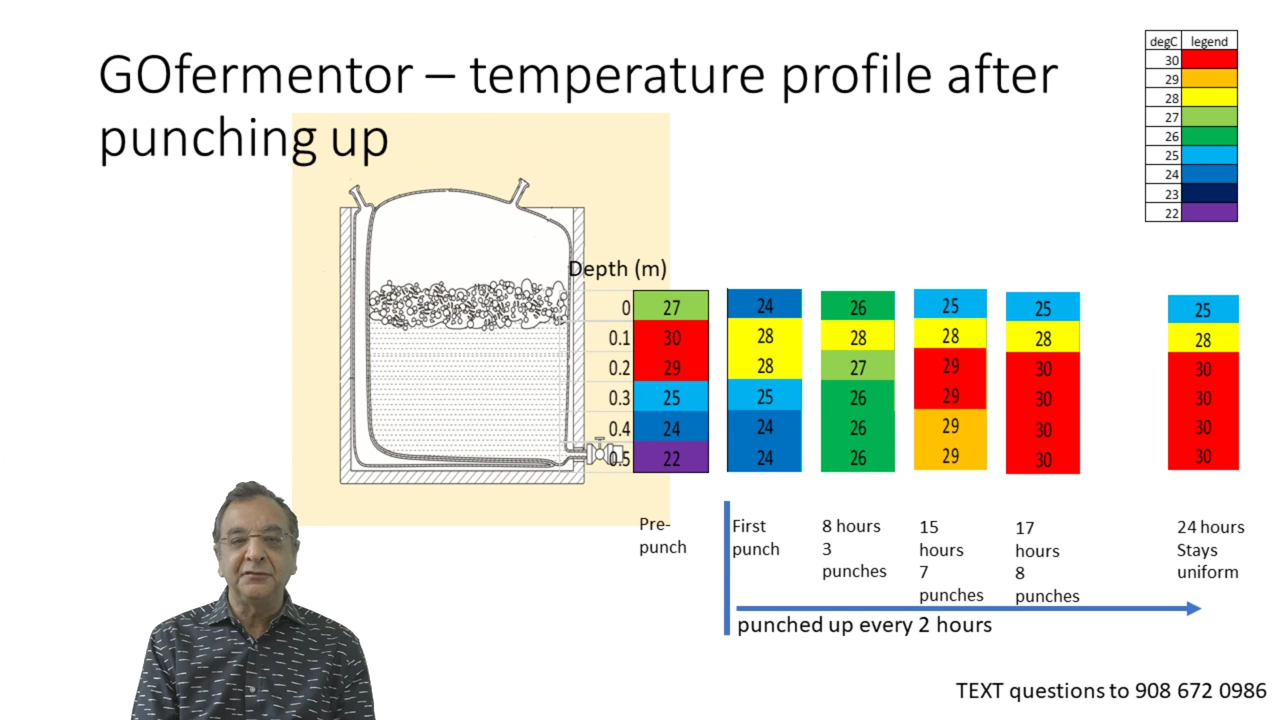 GOfermentor – temperature profile after
punching up
degC legend
30
29
28
27
26
25
24
23
22
Depth (m)
0 27 24 26 25 25 25
0.1 30 28 28 28 28 28
0.2 29 28 27 29 30 30
0.3 25 25 26 29 30 30
0.4 24 24 26 29 30 30
0.5 22 24 26 29 30 30
Pre-
punch
First
punch
8 hours
3
punches
15
hours
7
punches
17
hours
8
punches
24 hours
Stays
uniform
punched up every 2 hours
TEXT questions to 908 672 0986